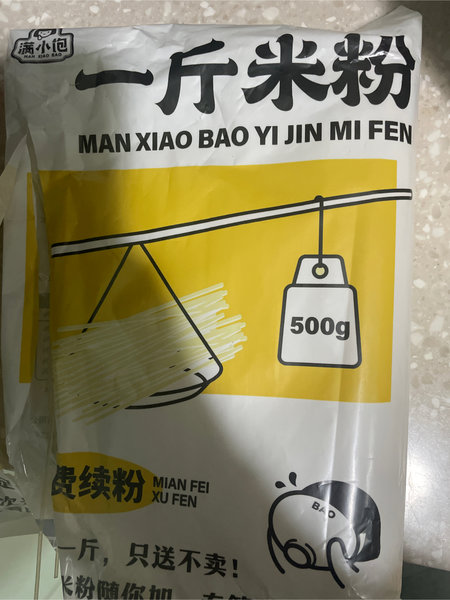 满小饱
MAN XIAO BAO
一斤米粉
MAN XIAO BAO YI JIN MI FEN
500g
费续粉
MIAN FEI
XU FEN
BAO
一斤，只送不卖！
米粉随你加